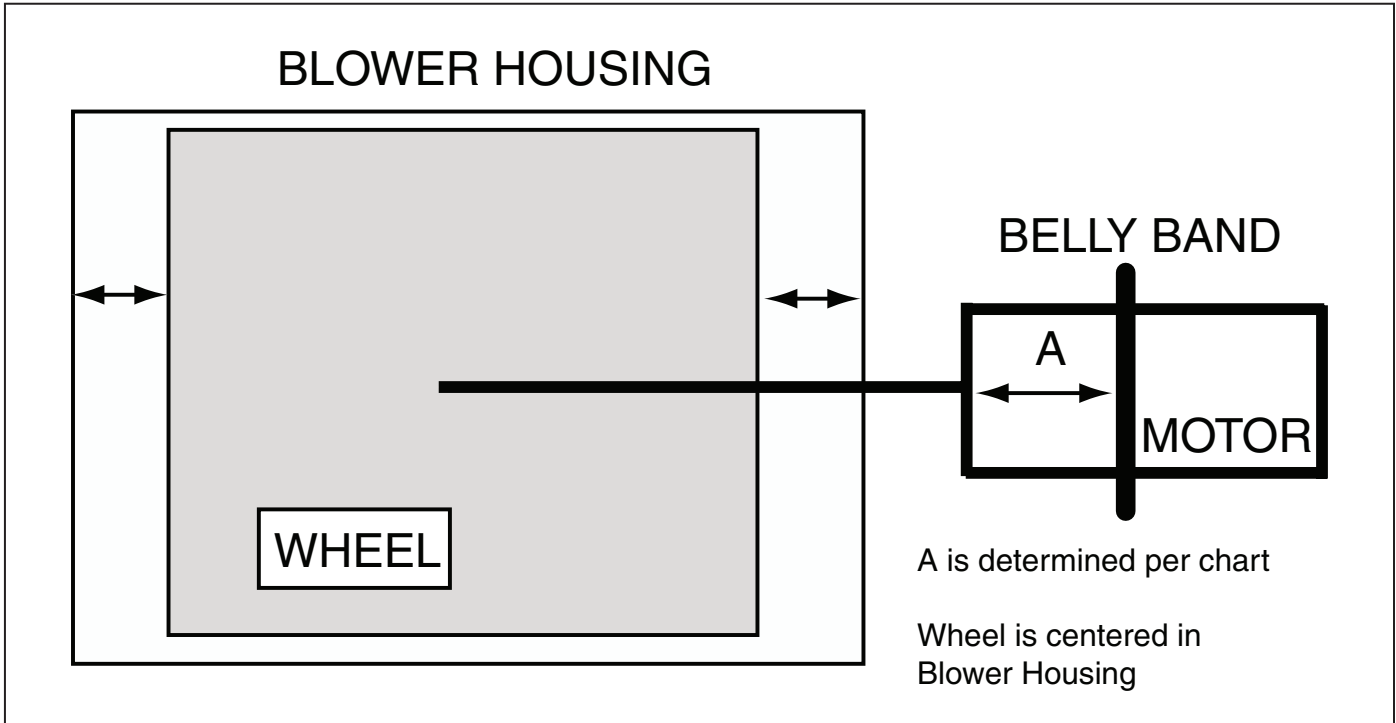 BLOWER HOUSING
BELLY BAND
A
MOTOR
WHEEL
A is determined per chart
Wheel is centered in
Blower Housing